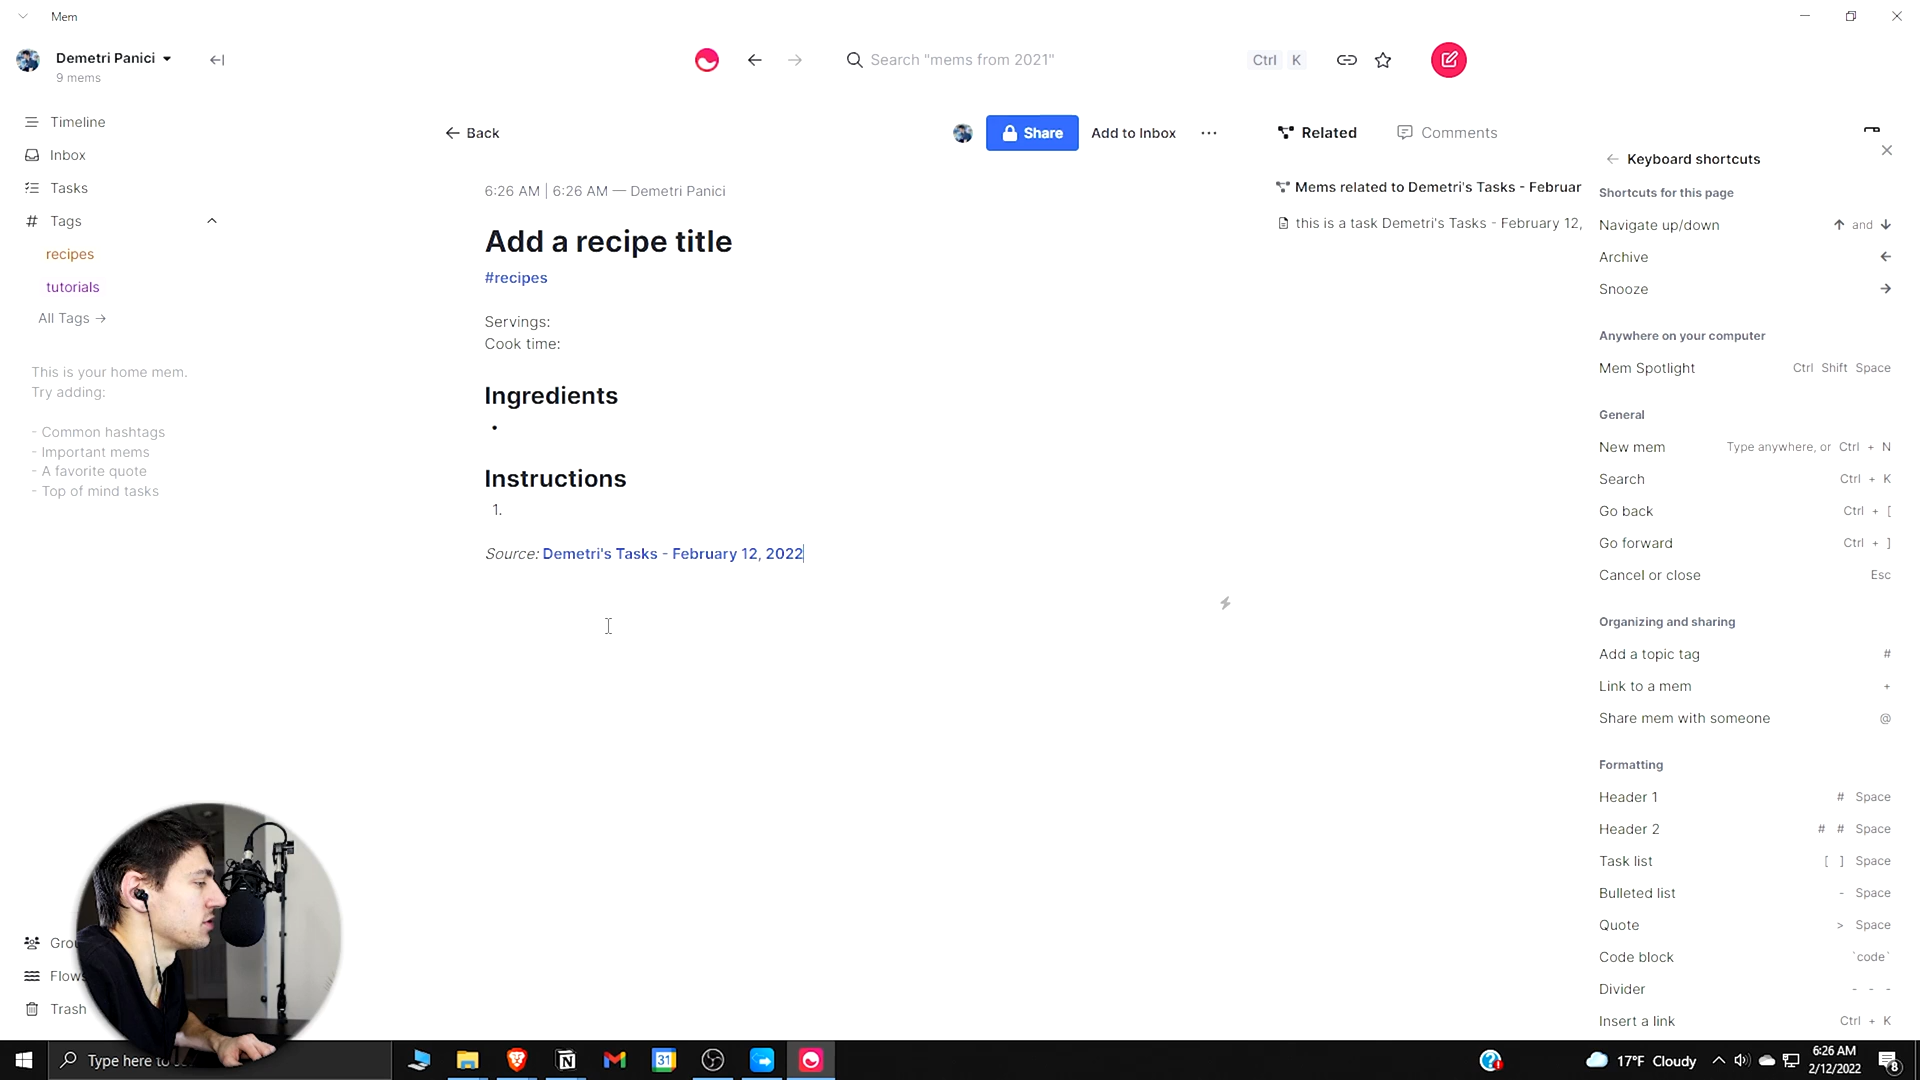 Mem
Demetri Panici
9 mems
Search "mems from 2021"
Ctrl K
Timeline
Inbox
Tasks
# Tags
recipes
tutorials
All Tags →
This is your home mem.
Try adding:
- Common hashtags
- Important mems
- A favorite quote
- Top of mind tasks
Trash
← Back
Share
Add to Inbox
...
6:26 AM | 6:26 AM — Demetri Panici
Add a recipe title
#recipes
Servings:
Cook time:
Ingredients
•
Instructions
1.
Source: Demetri's Tasks - February 12, 2022
Related
Comments
Mems related to Demetri's Tasks - Februar
this is a task Demetri's Tasks - February 12,
← Keyboard shortcuts
Shortcuts for this page
Navigate up/down ↑ and ↓
Archive ←
Snooze →
Anywhere on your computer
Mem Spotlight Ctrl Shift Space
General
New mem Type anywhere, or Ctrl + N
Search Ctrl + K
Go back Ctrl + [
Go forward Ctrl + ]
Cancel or close Esc
Organizing and sharing
Add a topic tag #
Link to a mem +
Share mem with someone @
Formatting
Header 1 # Space
Header 2 # # Space
Task list [ ] Space
Bulleted list - Space
Quote > Space
Code block `code`
Divider - - -
Insert a link Ctrl + K
Type here
31
17°F Cloudy
6:26 AM
2/12/2022
8